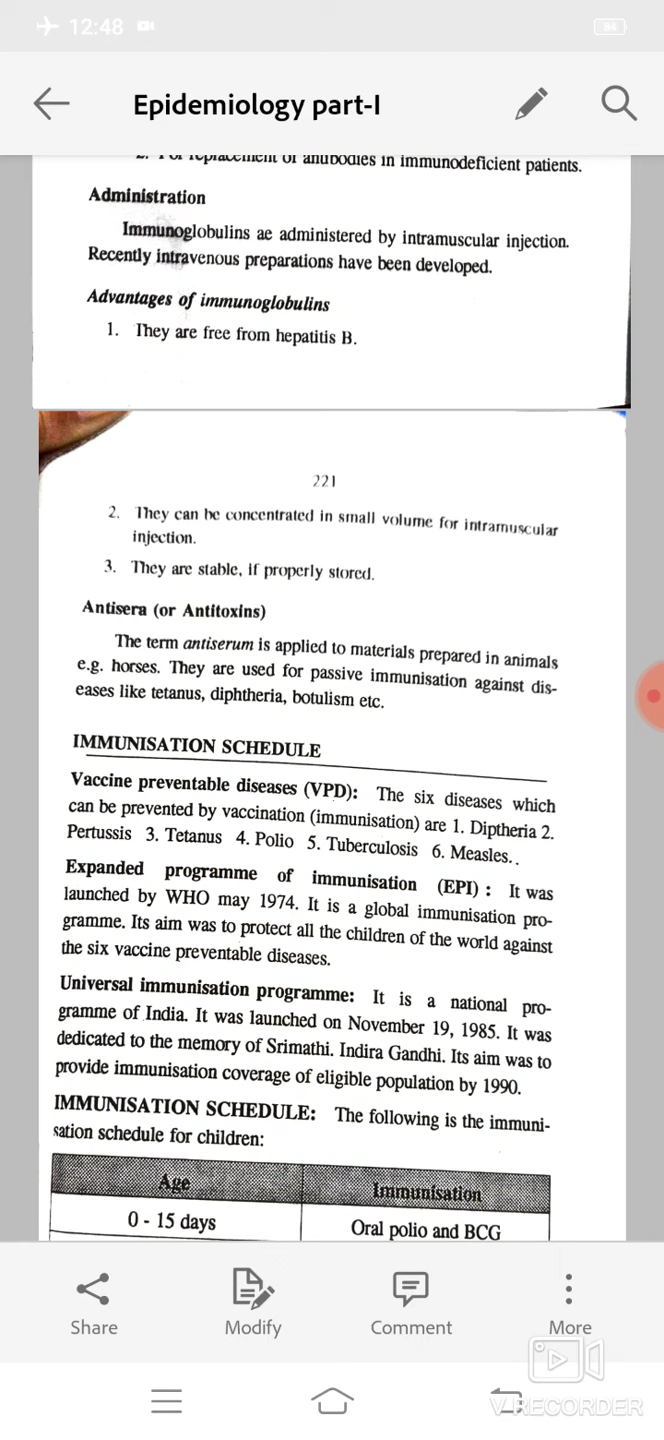 12:48
94
Epidemiology part-I
2. For replacement of antibodies in immunodeficient patients.
Administration
Immunoglobulins ae administered by intramuscular injection.
Recently intravenous preparations have been developed.
Advantages of immunoglobulins
1. They are free from hepatitis B.
221
2. They can be concentrated in small volume for intramuscular
injection.
3. They are stable, if properly stored.
Antisera (or Antitoxins)
The term antiserum is applied to materials prepared in animals
e.g. horses. They are used for passive immunisation against dis-
eases like tetanus, diphtheria, botulism etc.
IMMUNISATION SCHEDULE
Vaccine preventable diseases (VPD): The six diseases which
can be prevented by vaccination (immunisation) are 1. Diptheria 2.
Pertussis 3. Tetanus 4. Polio 5. Tuberculosis 6. Measles..
Expanded programme of immunisation (EPI) : It was
launched by WHO may 1974. It is a global immunisation pro-
gramme. Its aim was to protect all the children of the world against
the six vaccine preventable diseases.
Universal immunisation programme: It is a national pro-
gramme of India. It was launched on November 19, 1985. It was
dedicated to the memory of Srimathi. Indira Gandhi. Its aim was to
provide immunisation coverage of eligible population by 1990.
IMMUNISATION SCHEDULE: The following is the immuni-
sation schedule for children:
Age Immunisation
0 - 15 days Oral polio and BCG
Share Modify Comment More
V RECORDER